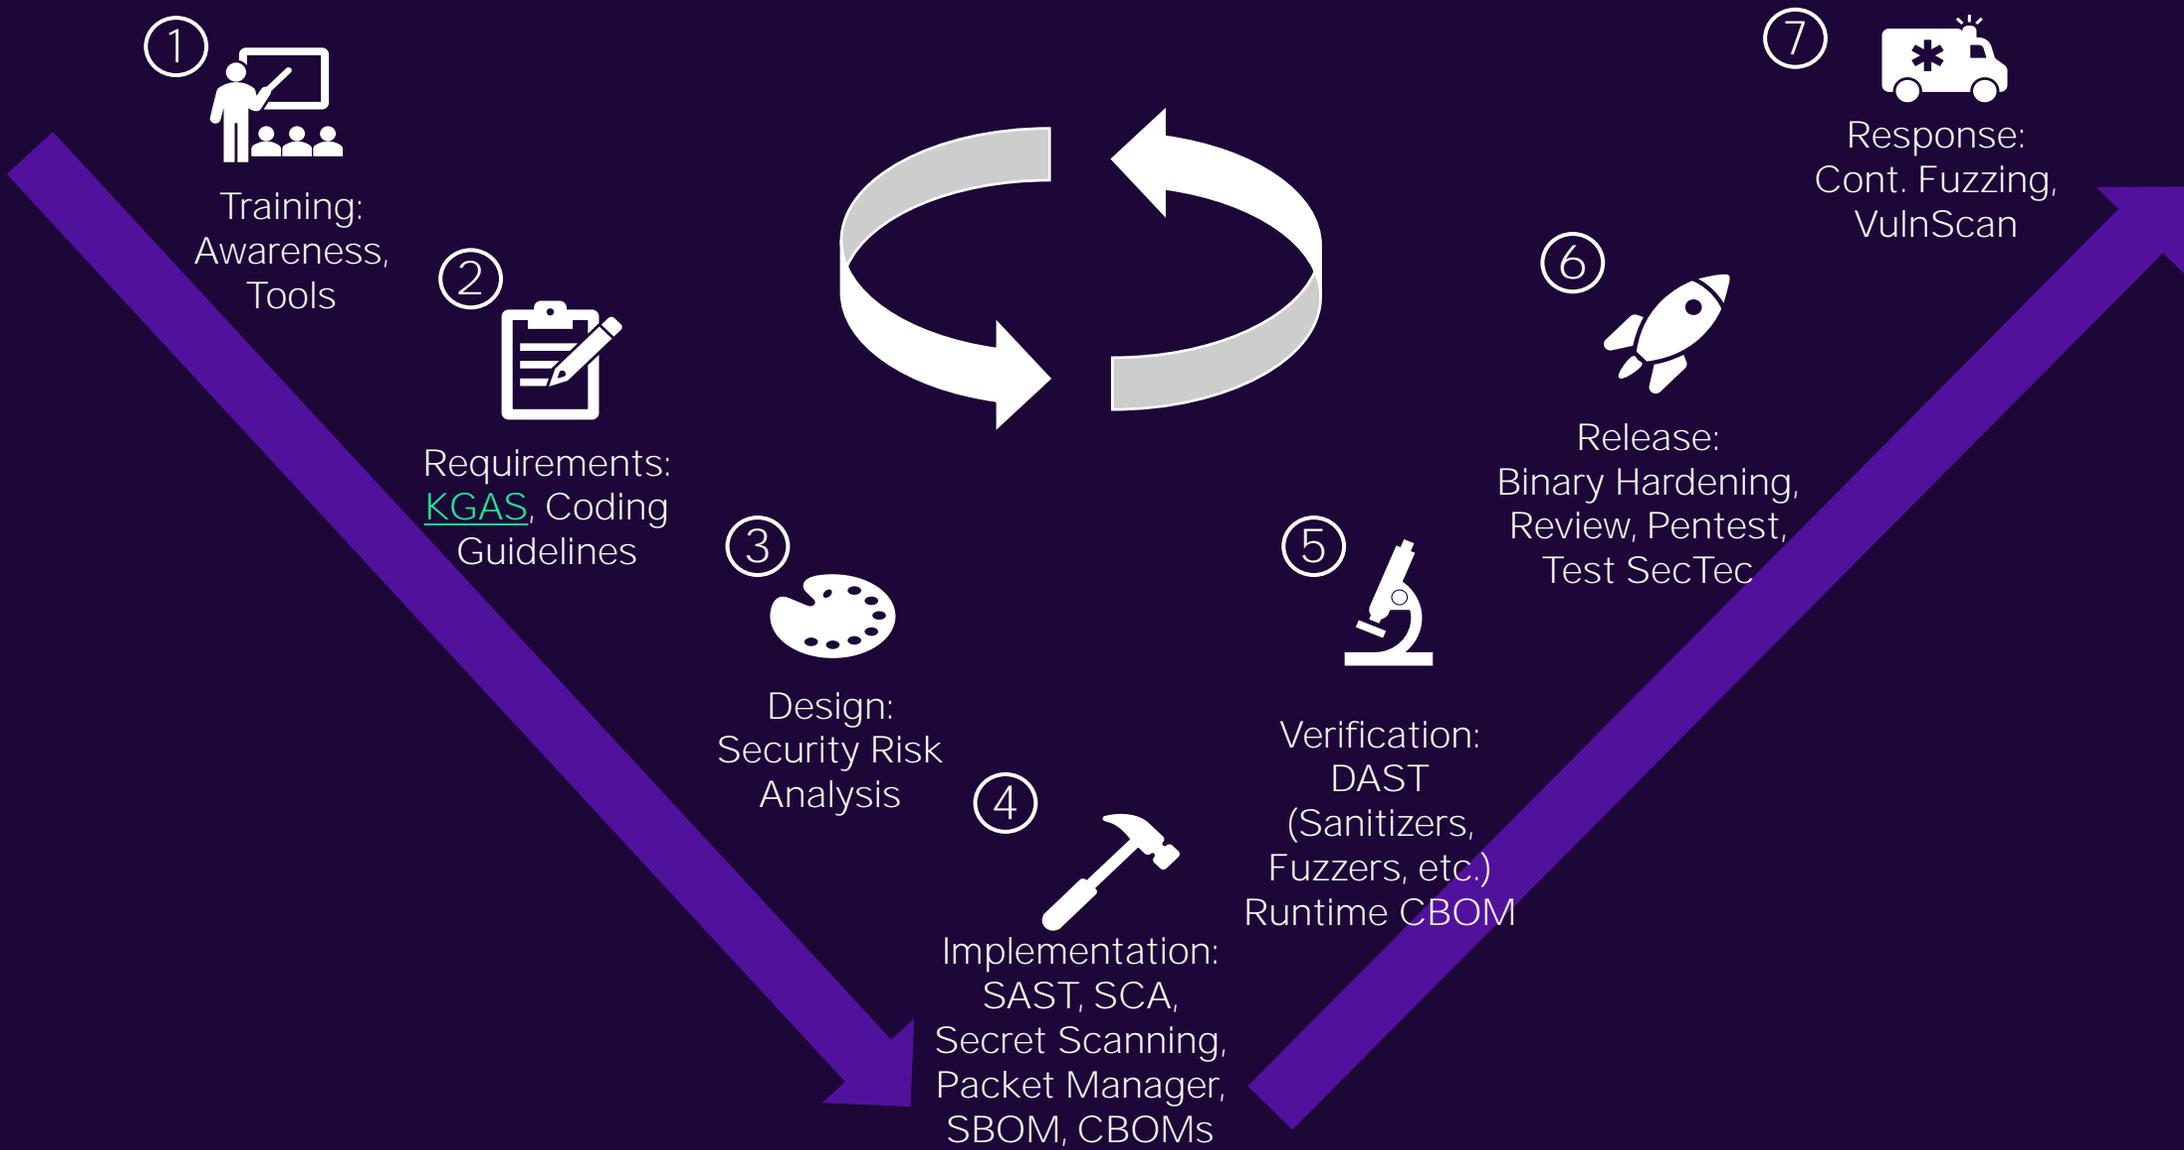 1
Training:
Awareness,
Tools
2
Requirements:
KGAS, Coding
Guidelines
3
Design:
Security Risk
Analysis
4
Implementation:
SAST, SCA,
Secret Scanning,
Packet Manager,
SBOM, CBOMs
5
Verification:
DAST
(Sanitizers,
Fuzzers, etc.)
Runtime CBOM
6
Release:
Binary Hardening,
Review, Pentest,
Test SecTec
7
Response:
Cont. Fuzzing,
VulnScan